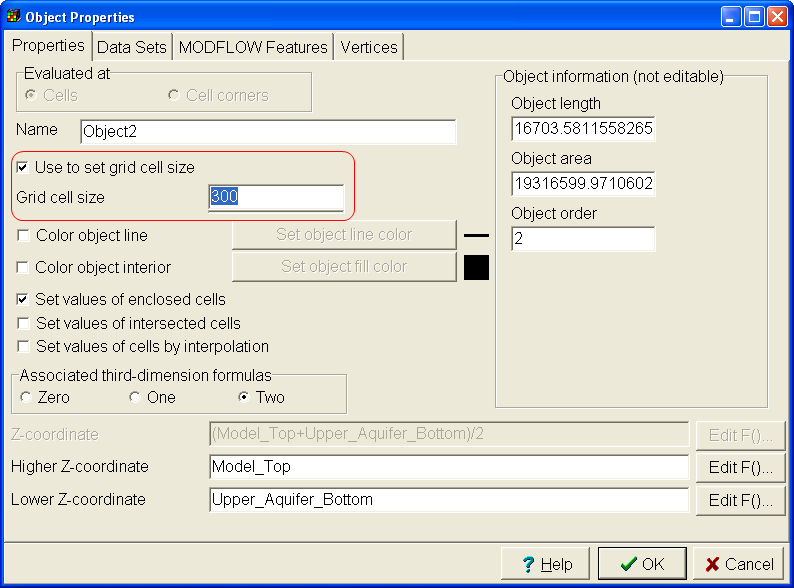 Object Properties
Properties Data Sets MODFLOW Features Vertices
Evaluated at
Cells Cell corners
Name Object2
Use to set grid cell size
Grid cell size 300
Color object line Set object line color
Color object interior Set object fill color
Set values of enclosed cells
Set values of intersected cells
Set values of cells by interpolation
Associated third-dimension formulas
Zero One Two
Object information (not editable)
Object length
16703.5811558265
Object area
19316599.9710602
Object order
2
Z-coordinate (Model_Top+Upper_Aquifer_Bottom)/2 Edit F()...
Higher Z-coordinate Model_Top Edit F()...
Lower Z-coordinate Upper_Aquifer_Bottom Edit F()...
? Help OK Cancel